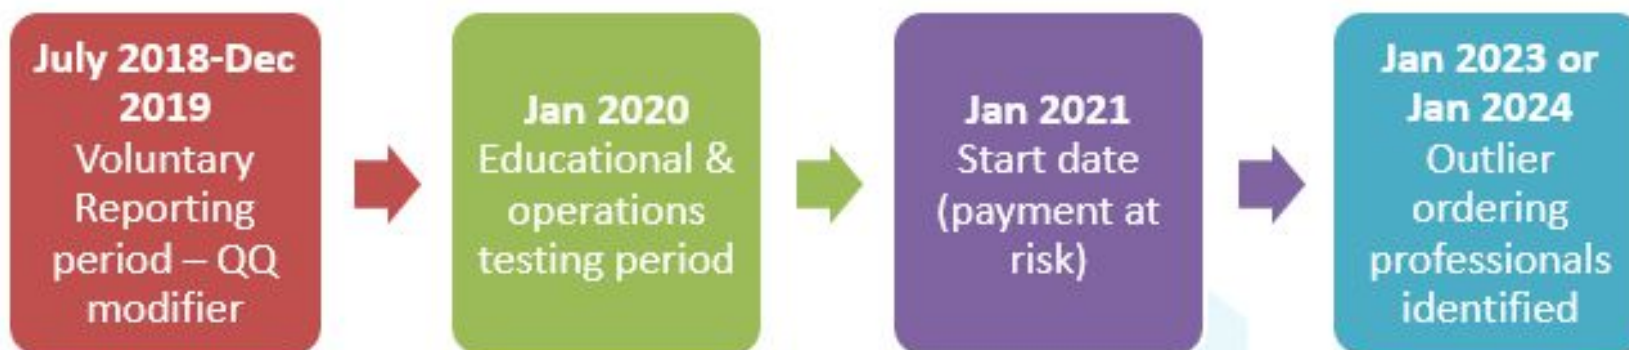 July 2018-Dec
2019
Voluntary
Reporting
period – QQ
modifier
Jan 2020
Educational &
operations
testing period
Jan 2021
Start date
(payment at
risk)
Jan 2023 or
Jan 2024
Outlier
ordering
professionals
identified